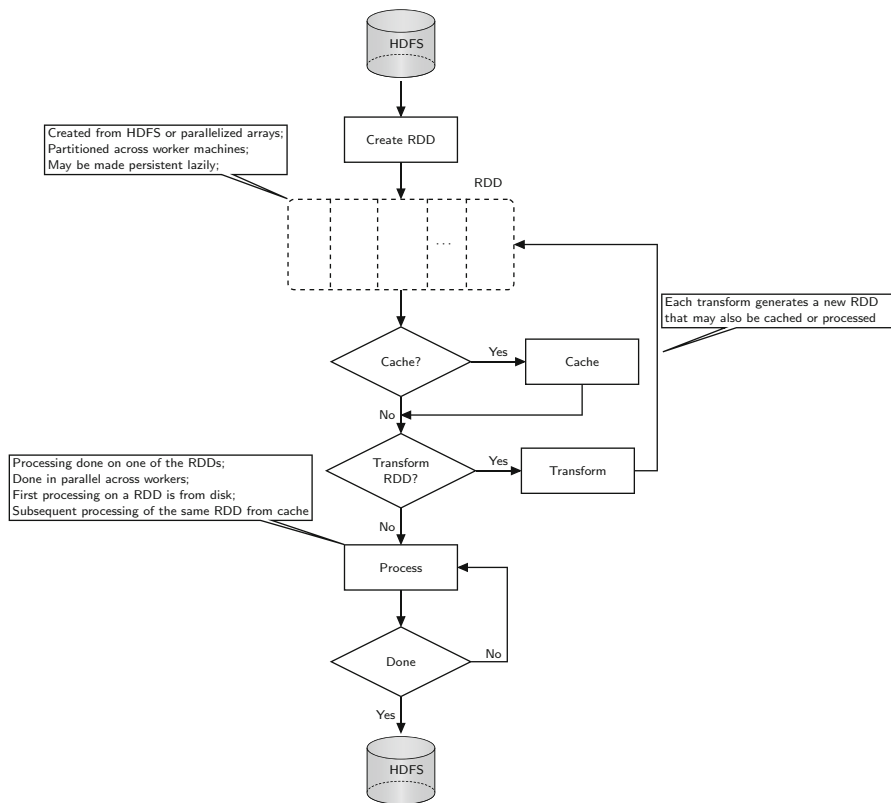 HDFS
Create RDD
Created from HDFS or parallelized arrays;
Partitioned across worker machines;
May be made persistent lazily;
RDD
...
Each transform generates a new RDD
that may also be cached or processed
Cache?
Yes
Cache
No
Transform
RDD?
Yes
Transform
Processing done on one of the RDDs;
Done in parallel across workers;
First processing on a RDD is from disk;
Subsequent processing of the same RDD from cache
No
Process
Done
No
Yes
HDFS